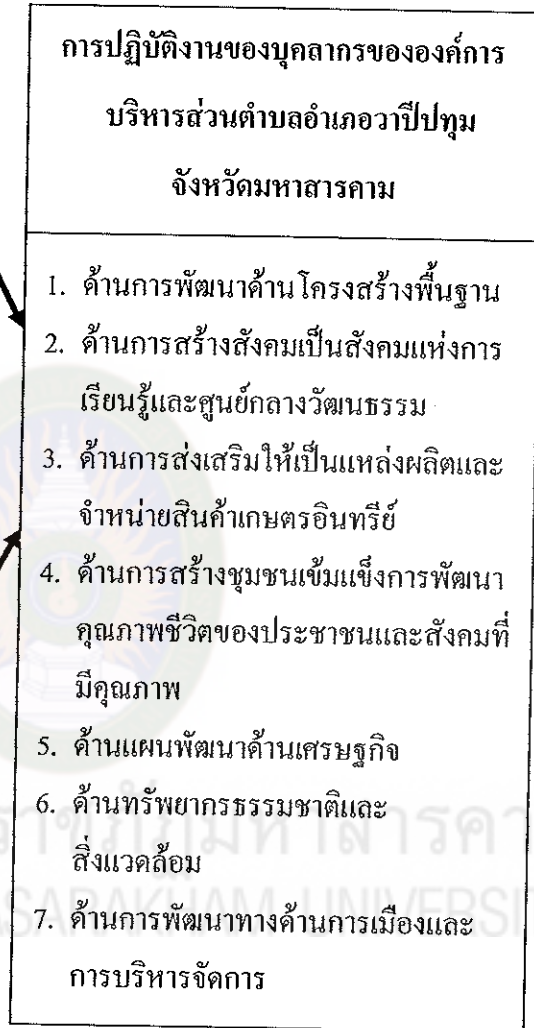 การปฏิบัติงานของบุคลากรขององค์การ
บริหารส่วนตำบลอำเภอวาปีปทุม
จังหวัดมหาสารคาม
1. ด้านการพัฒนาด้านโครงสร้างพื้นฐาน
2. ด้านการสร้างสังคมเป็นสังคมแห่งการ
เรียนรู้และศูนย์กลางวัฒนธรรม
3. ด้านการส่งเสริมให้เป็นแหล่งผลิตและ
จำหน่ายสินค้าเกษตรอินทรีย์
4. ด้านการสร้างชุมชนเข้มแข็งการพัฒนา
คุณภาพชีวิตของประชาชนและสังคมที่
มีคุณภาพ
5. ด้านแผนพัฒนาด้านเศรษฐกิจ
6. ด้านทรัพยากรธรรมชาติและ
สิ่งแวดล้อม
7. ด้านการพัฒนาทางด้านการเมืองและ
การบริหารจัดการ